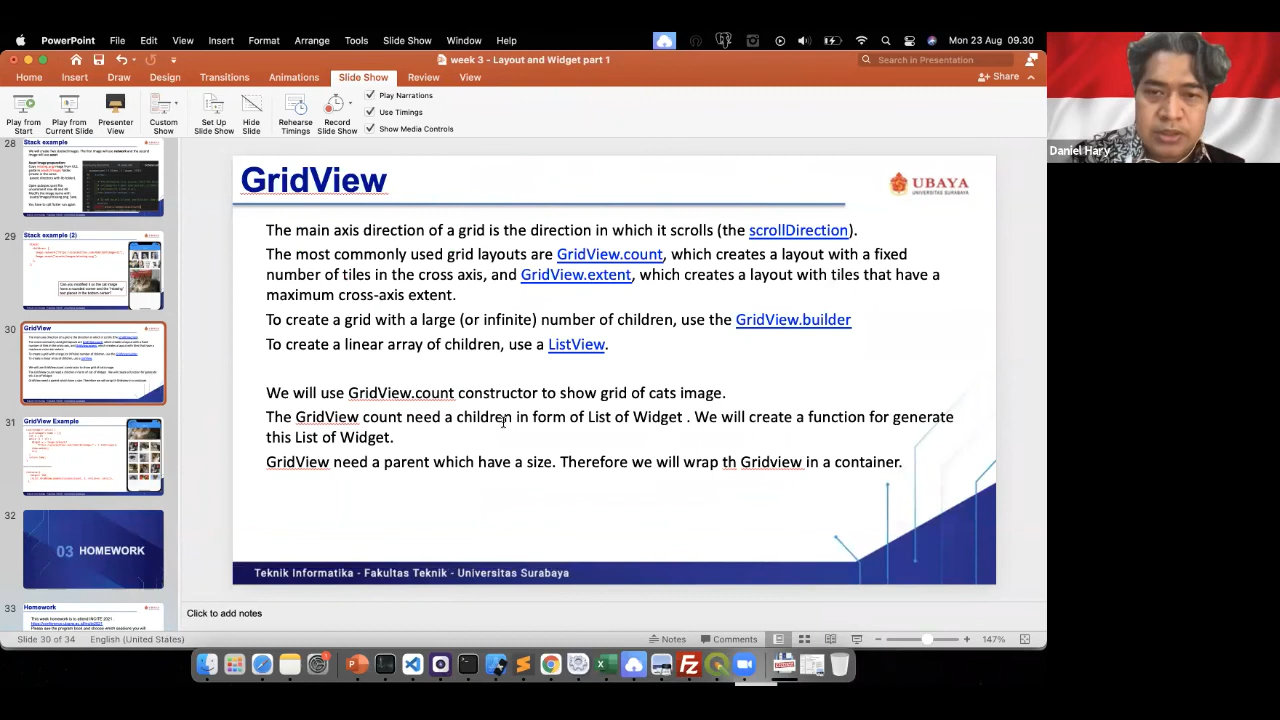 PowerPoint File Edit View Insert Format Arrange Tools Slide Show Window Help Mon 23 Aug 09.30
week 3 - Layout and Widget part 1
Search in Presentation
Home Insert Draw Design Transitions Animations Slide Show Review View Share
Play from Start
Play from Current Slide
Presenter View
Custom Show
Set Up Slide Show
Hide Slide
Rehearse Timings
Record Slide Show
Play Narrations
Use Timings
Show Media Controls
Daniel Hary
28
Stack example
29
Stack example (2)
30
GridView
31
GridView Example
32
03 HOMEWORK
33
Homework
GridView
UBAYA
UNIVERSITAS SURABAYA
The main axis direction of a grid is the direction in which it scrolls (the scrollDirection).
The most commonly used grid layouts are GridView.count, which creates a layout with a fixed
number of tiles in the cross axis, and GridView.extent, which creates a layout with tiles that have a
maximum cross-axis extent.
To create a grid with a large (or infinite) number of children, use the GridView.builder
To create a linear array of children, use a ListView.
We will use GridView.count constructor to show grid of cats image.
The GridView count need a children in form of List of Widget . We will create a function for generate
this List of Widget.
GridView need a parent which have a size. Therefore we will wrap the Gridview in a container.
Teknik Informatika - Fakultas Teknik - Universitas Surabaya
Click to add notes
Slide 30 of 34 English (United States) Notes Comments 147%